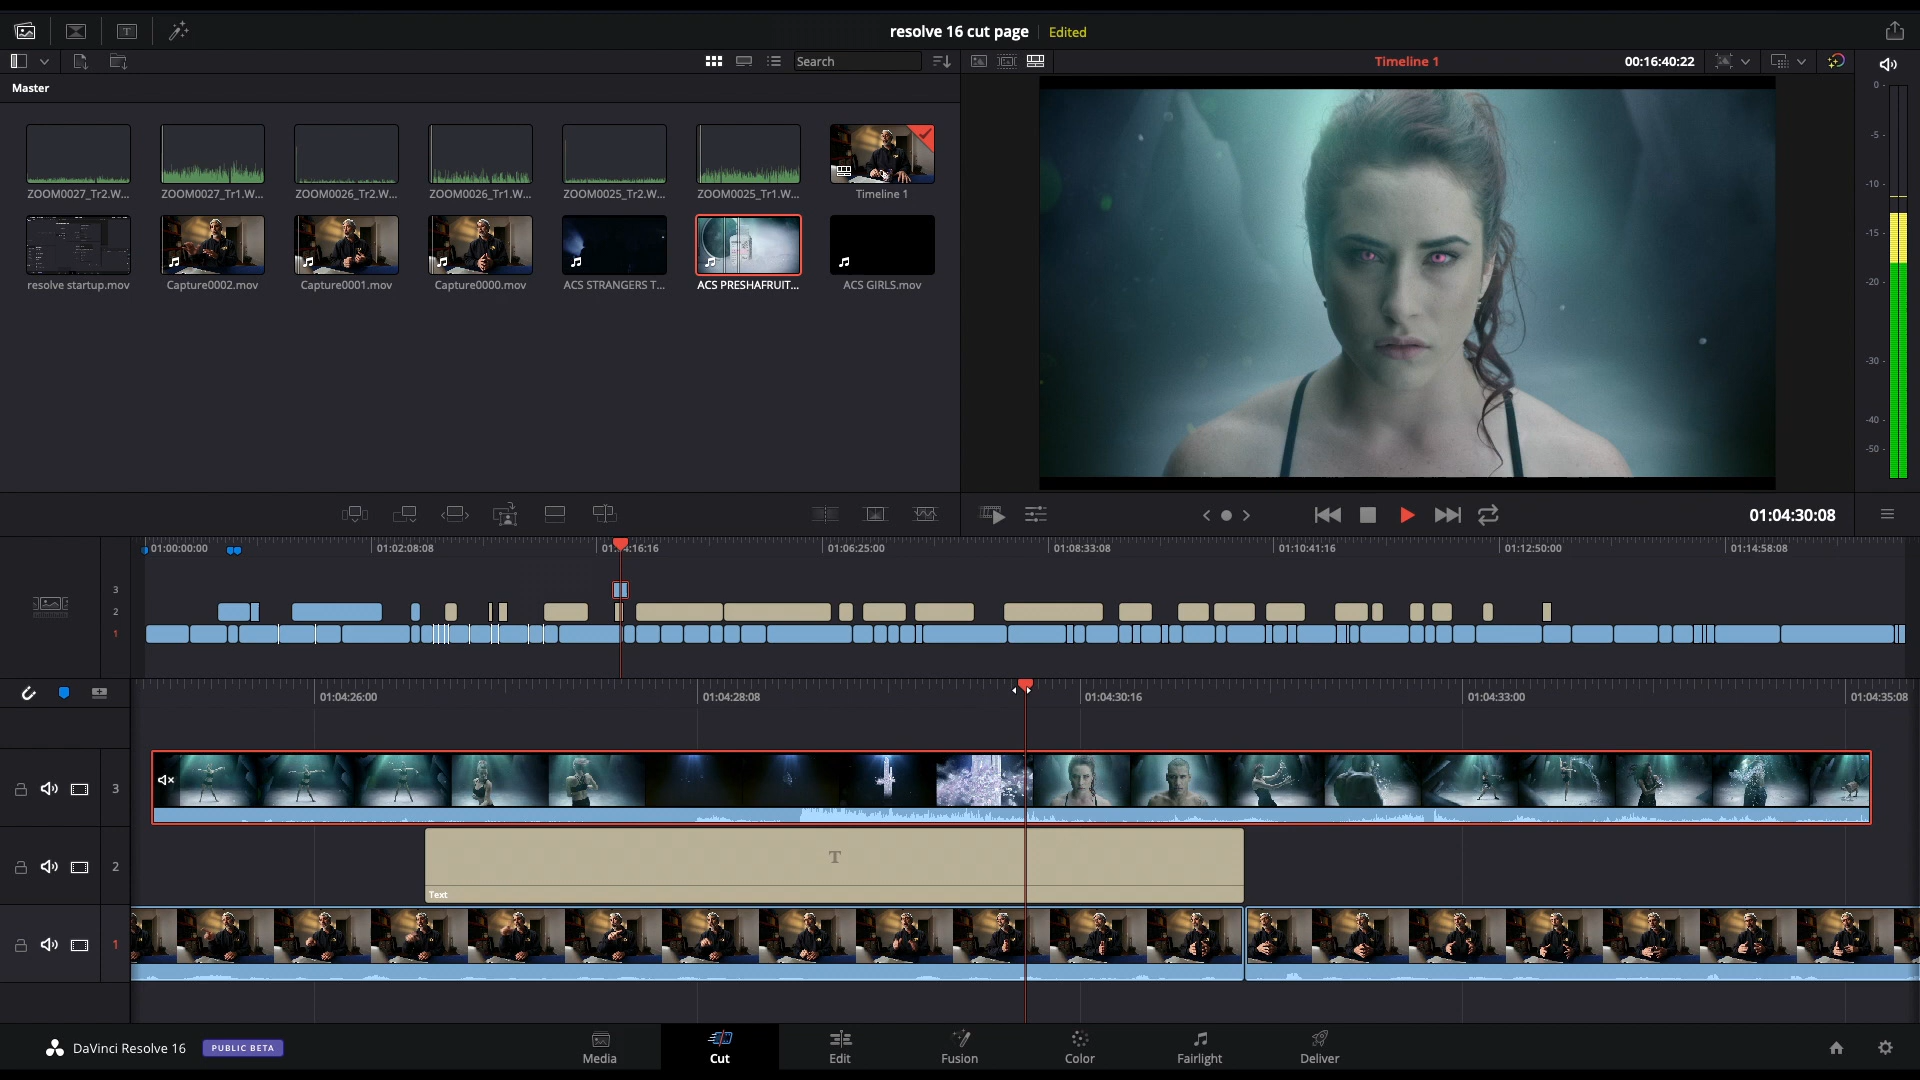 resolve 16 cut page Edited
Search
Timeline 1 00:16:40:22
Master
ZOOM0027_Tr2.W... ZOOM0027_Tr1.W... ZOOM0026_Tr2.W... ZOOM0026_Tr1.W... ZOOM0025_Tr2.W... ZOOM0025_Tr1.W... Timeline 1
resolve startup.mov Capture0002.mov Capture0001.mov Capture0000.mov ACS STRANGERS T... ACS PRESHAFRUIT... ACS GIRLS.mov
0
-5
-10
-15
-20
-30
-40
-50
01:04:30:08
01:00:00:00 01:02:08:08 01:04:16:16 01:06:25:00 01:08:33:08 01:10:41:16 01:12:50:00 01:14:58:08
3
2
1
01:04:26:00 01:04:28:08 01:04:30:16 01:04:33:00 01:04:35:08
3
2
T
Text
1
DaVinci Resolve 16 PUBLIC BETA
Media Cut Edit Fusion Color Fairlight Deliver